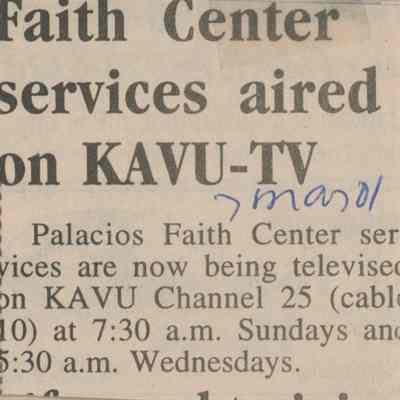 Faith Center
services aired
on KAVU-TV
7 mar 01
Palacios Faith Center ser
vices are now being televised
on KAVU Channel 25 (cable
10) at 7:30 a.m. Sundays and
5:30 a.m. Wednesdays.